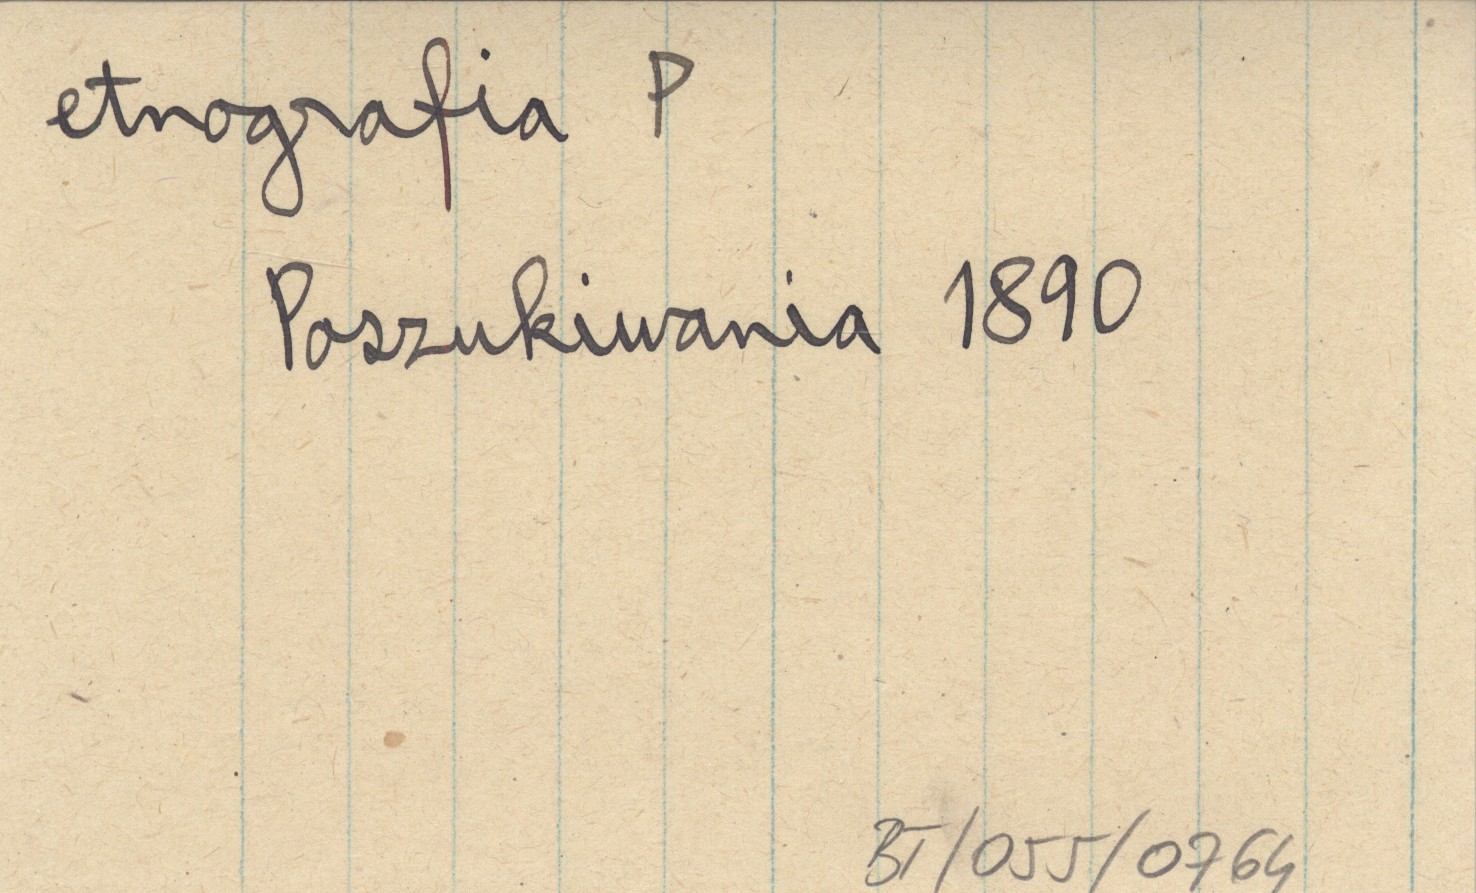 etnografia P
Poszukiwania 1890
BT/055/0764